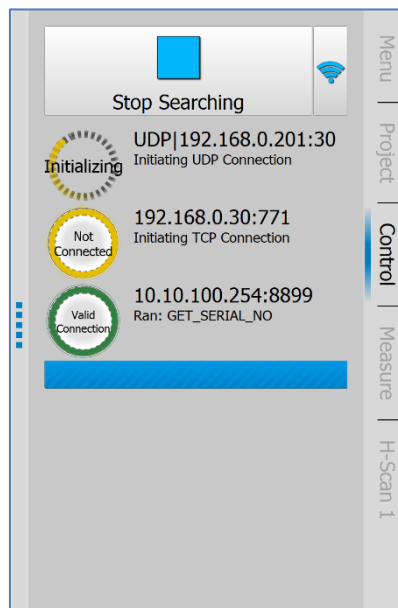 Stop Searching
Initializing
UDP|192.168.0.201:30
Initiating UDP Connection
Not
Connected
192.168.0.30:771
Initiating TCP Connection
Valid
Connection
10.10.100.254:8899
Ran: GET_SERIAL_NO
Menu
Project
Control
Measure
H-Scan 1